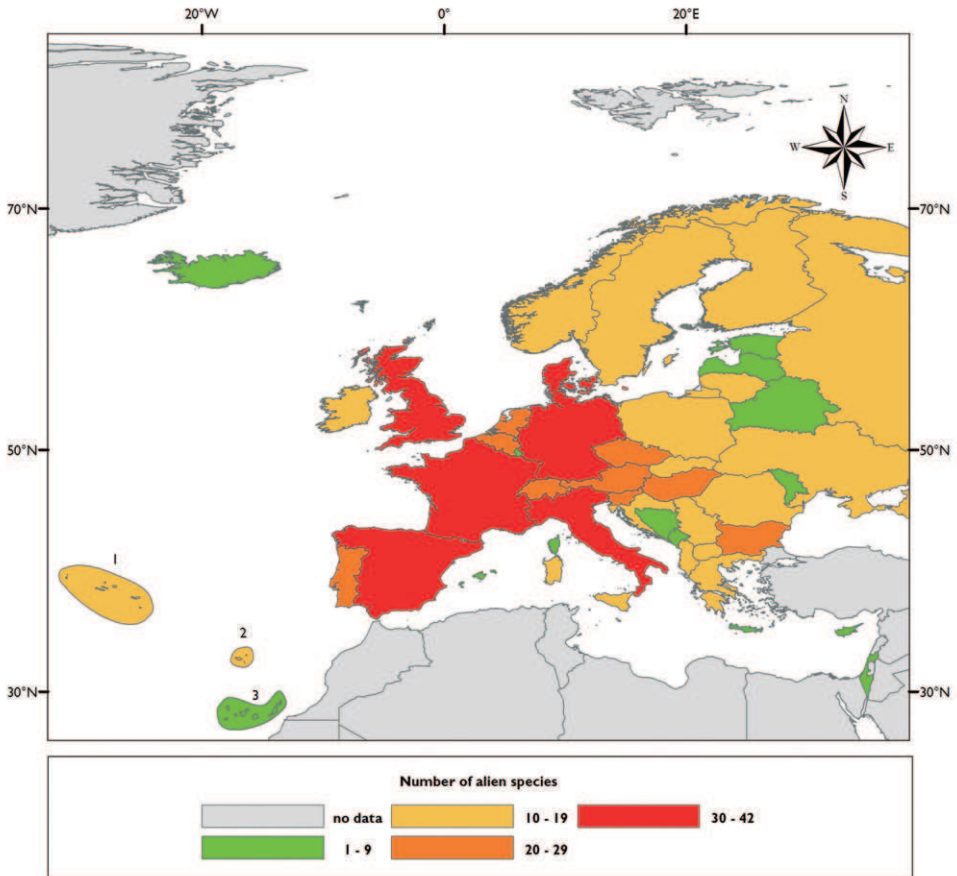 20°W 0° 20°E
N
W E
S
70°N 70°N
50°N 50°N
1
2
3
30°N 30°N
Number of alien species
no data 10 - 19 30 - 42
1 - 9 20 - 29